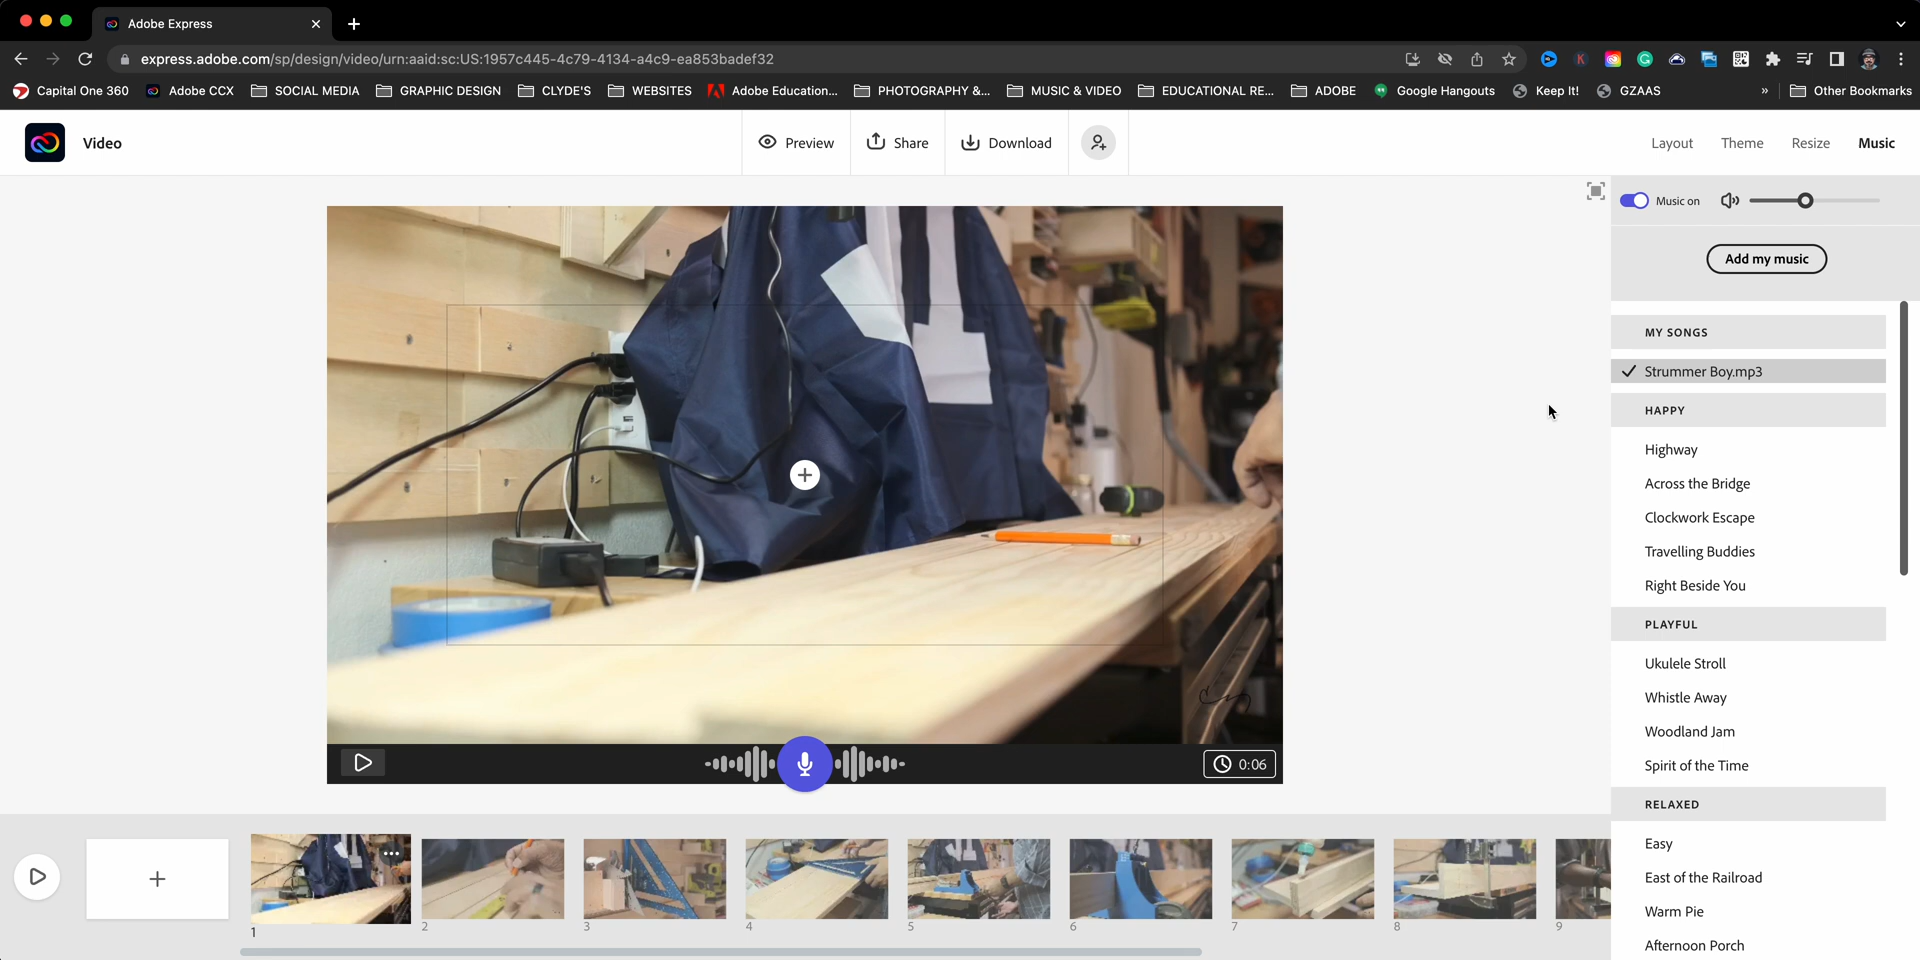 Adobe Express
express.adobe.com/sp/design/video/urn:aaid:sc:US:1957c445-4c79-4134-a4c9-ea853badef32
Capital One 360
Adobe CCX
SOCIAL MEDIA
GRAPHIC DESIGN
CLYDE'S
WEBSITES
Adobe Education...
PHOTOGRAPHY &...
MUSIC & VIDEO
EDUCATIONAL RE...
ADOBE
Google Hangouts
Keep It!
GZAAS
»
Other Bookmarks
Video
Preview
Share
Download
Layout
Theme
Resize
Music
Music on
Add my music
MY SONGS
Strummer Boy.mp3
HAPPY
Highway
Across the Bridge
Clockwork Escape
Travelling Buddies
Right Beside You
PLAYFUL
Ukulele Stroll
Whistle Away
Woodland Jam
Spirit of the Time
RELAXED
Easy
East of the Railroad
Warm Pie
Afternoon Porch
0:06
1
2
3
4
5
6
7
8
9